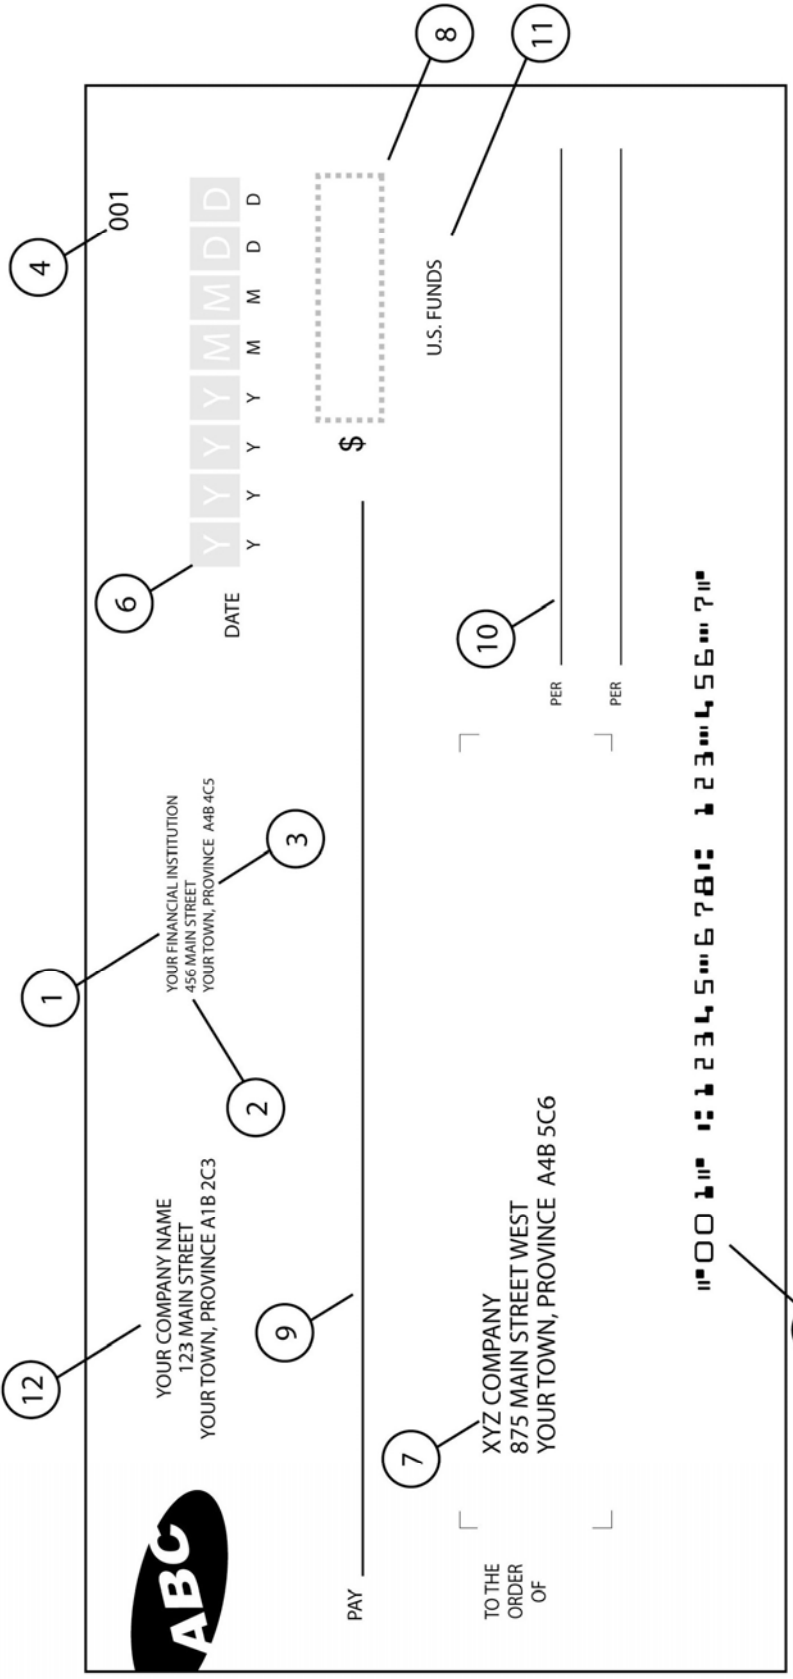 12
1
4
ABC
YOUR COMPANY NAME
123 MAIN STREET
YOUR TOWN, PROVINCE A1B 2C3
YOUR FINANCIAL INSTITUTION
456 MAIN STREET
YOUR TOWN, PROVINCE A4B 4C5
001
2
3
6
DATE
Y Y Y Y M M D D
Y Y Y Y M M D D
9
PAY
$
8
7
TO THE
ORDER
OF
XYZ COMPANY
875 MAIN STREET WEST
YOUR TOWN, PROVINCE A4B 5C6
U.S. FUNDS
11
10
PER
PER
⑈001⑈ ⑆12345⑉678⑆ 123⑉456⑉7⑈